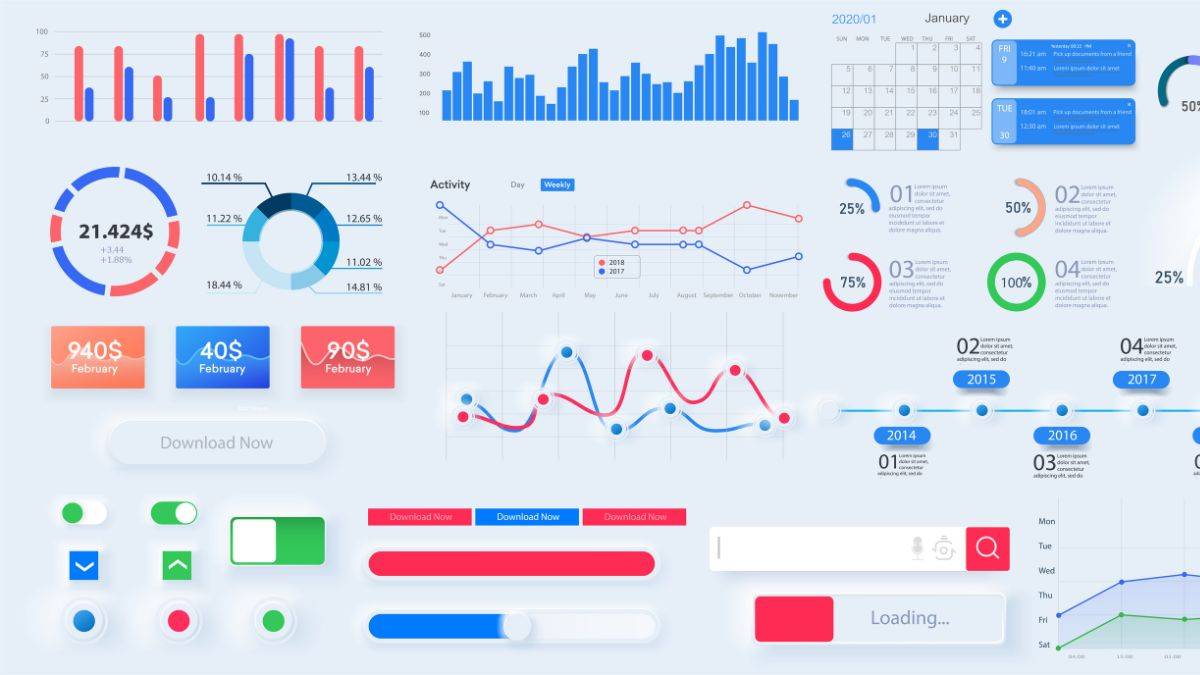 100
75
50
25
0
500
400
300
200
100
2020/01 January
SUN MON TUE WED THU FRI SAT
1 2 3 4
5 6 7 8 9 10 11
12 13 14 15 16 17 18
19 20 21 22 23 24 25
26 27 28 29 30 31
FRI
9
10:21 am Pick up documents from a friend
11:40 am Lorem ipsum dolor sit amet
TUE
30
18:01 am Pick up documents from a friend
12:30 am Lorem ipsum dolor sit amet
50%
21.424$
+3,44
+1.88%
10.14 %
11.22 %
18.44 %
13.44 %
12.65 %
11.02 %
14.81 %
Activity Day Weekly
Mon
Tue
Wed
Thu
Sat
2018
2017
January February March April May June July August September October November
25%
01 Lorem ipsum
dolor sit amet,
consectetur
adipiscing elit, sed do
eiusmod tempor
incididunt ut labore et
dolore magna aliqua.
50%
02 Lorem ipsum
dolor sit amet,
consectetur
adipiscing elit, sed do
eiusmod tempor
incididunt ut labore et
dolore magna aliqua.
75%
03 Lorem ipsum
dolor sit amet,
consectetur
adipiscing elit, sed do
eiusmod tempor
incididunt ut labore et
dolore magna aliqua.
100%
04 Lorem ipsum
dolor sit amet,
consectetur
adipiscing elit, sed do
eiusmod tempor
incididunt ut labore et
dolore magna aliqua.
25%
940$
February
40$
February
90$
February
Download Now
02 Lorem ipsum
dolor sit amet,
consectetur
adipiscing elit, sed do
2015
04 Lorem ipsum
dolor sit amet,
consectetur
adipiscing elit, sed do
2017
2014
01 Lorem ipsum
dolor sit amet,
consectetur
adipiscing elit, sed do
2016
03 Lorem ipsum
dolor sit amet,
consectetur
adipiscing elit, sed do
Download Now
Download Now
Download Now
Loading...
Mon
Tue
Wed
Thu
Fri
Sat